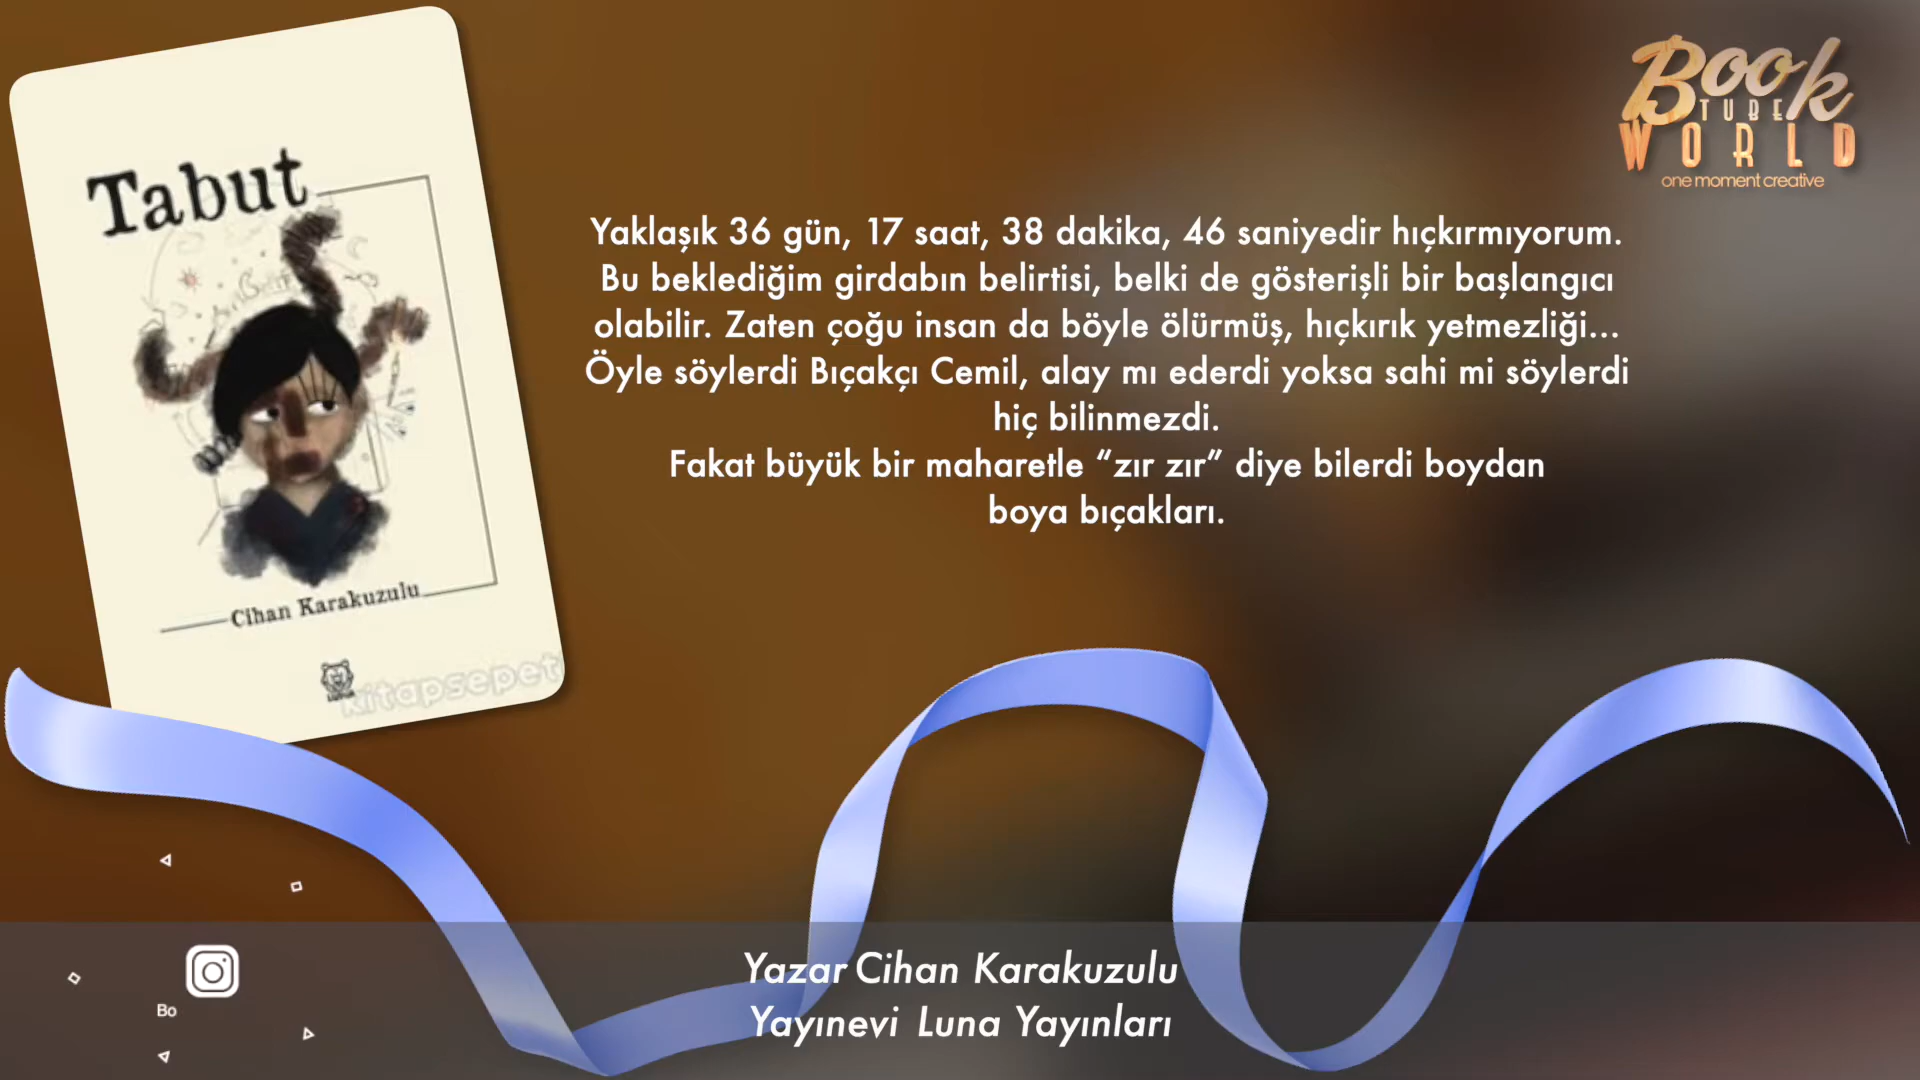 Tabut
Cihan Karakuzulu
kitapsepet
Book
TUBE
WORLD
one moment creative
Yaklaşık 36 gün, 17 saat, 38 dakika, 46 saniyedir hıçkırmıyorum.
Bu beklediğim girdabın belirtisi, belki de gösterişli bir başlangıcı
olabilir. Zaten çoğu insan da böyle ölürmüş, hıçkırık yetmezliği...
Öyle söylerdi Bıçakçı Cemil, alay mı ederdi yoksa sahi mi söylerdi
hiç bilinmezdi.
Fakat büyük bir maharetle “zır zır” diye bilerdi boydan
boya bıçakları.
Bo
Yazar Cihan Karakuzulu
Yayınevi Luna Yayınları